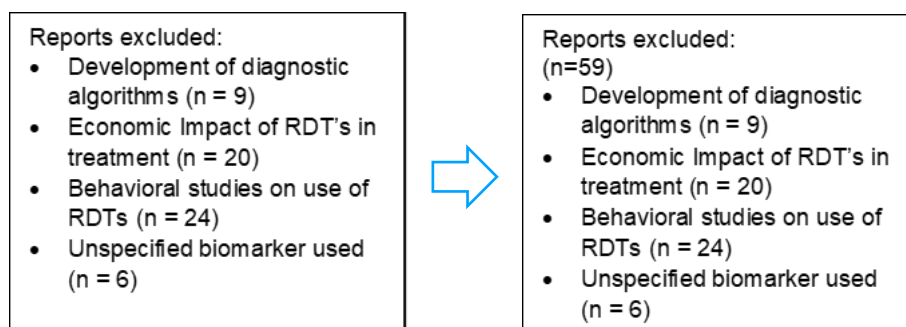 Reports excluded:
• Development of diagnostic
algorithms (n = 9)
• Economic Impact of RDT's in
treatment (n = 20)
• Behavioral studies on use of
RDTs (n = 24)
• Unspecified biomarker used
(n = 6)
Reports excluded:
(n=59)
• Development of diagnostic
algorithms (n = 9)
• Economic Impact of RDT's in
treatment (n = 20)
• Behavioral studies on use of
RDTs (n = 24)
• Unspecified biomarker used
(n = 6)